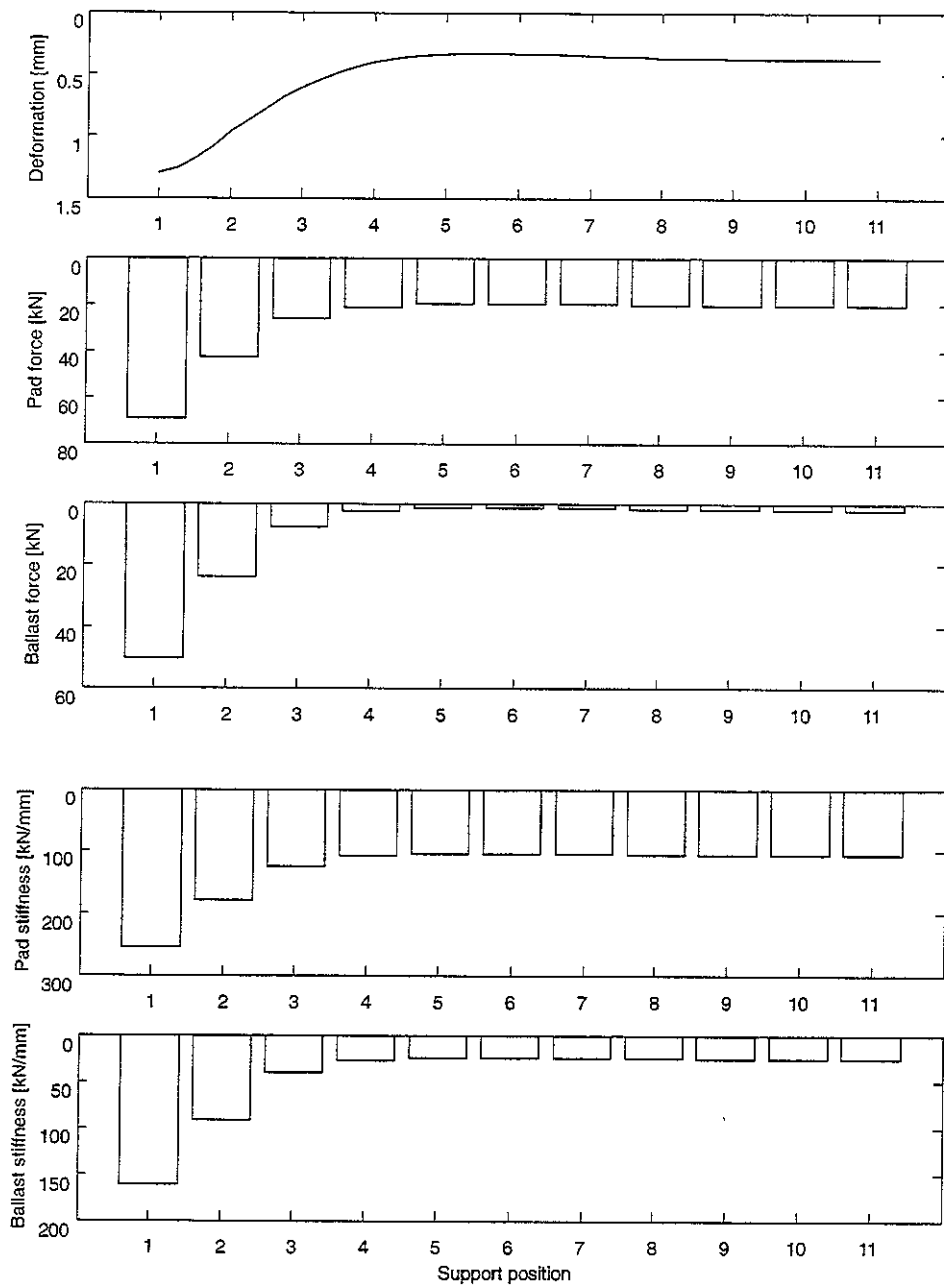 0
0.5
1
1.5
Deformation [mm]
1 2 3 4 5 6 7 8 9 10 11
0
20
40
60
80
Pad force [kN]
1 2 3 4 5 6 7 8 9 10 11
0
20
40
60
Ballast force [kN]
1 2 3 4 5 6 7 8 9 10 11
0
100
200
300
Pad stiffness [kN/mm]
1 2 3 4 5 6 7 8 9 10 11
0
50
100
150
200
Ballast stiffness [kN/mm]
1 2 3 4 5 6 7 8 9 10 11
Support position